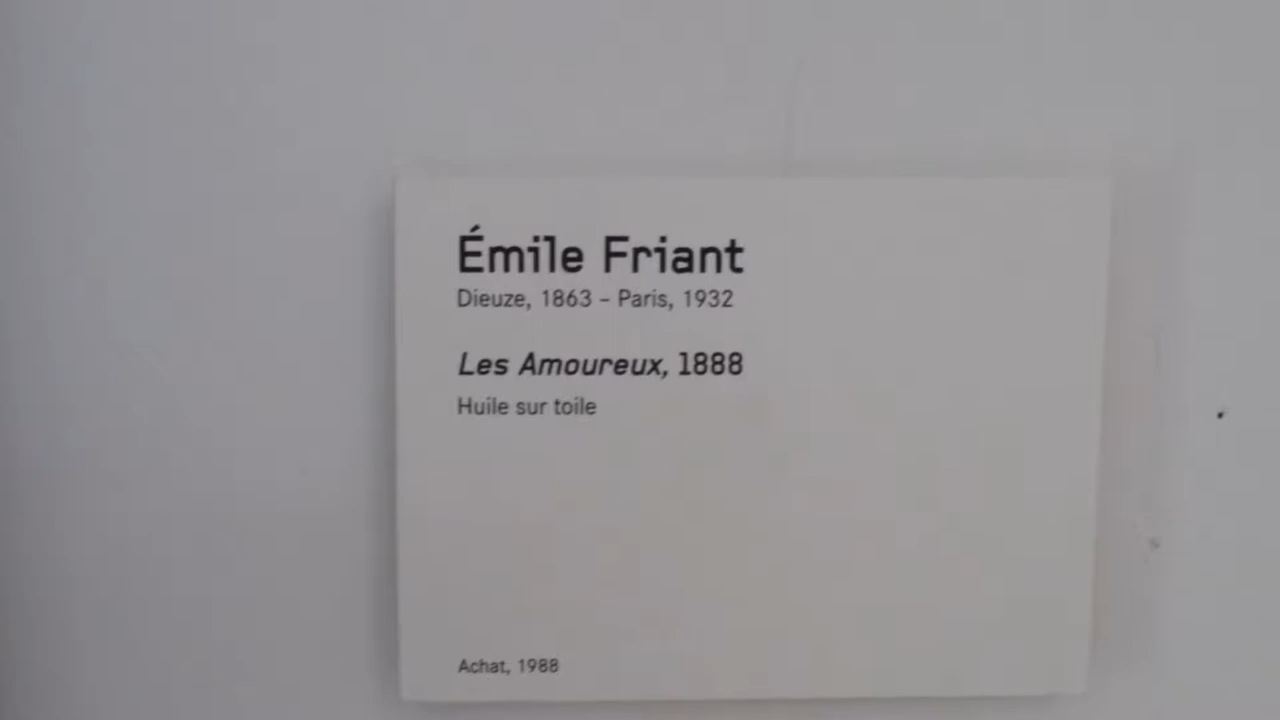 Émile Friant
Dieuze, 1863 – Paris, 1932
Les Amoureux, 1888
Huile sur toile
Achat, 1988